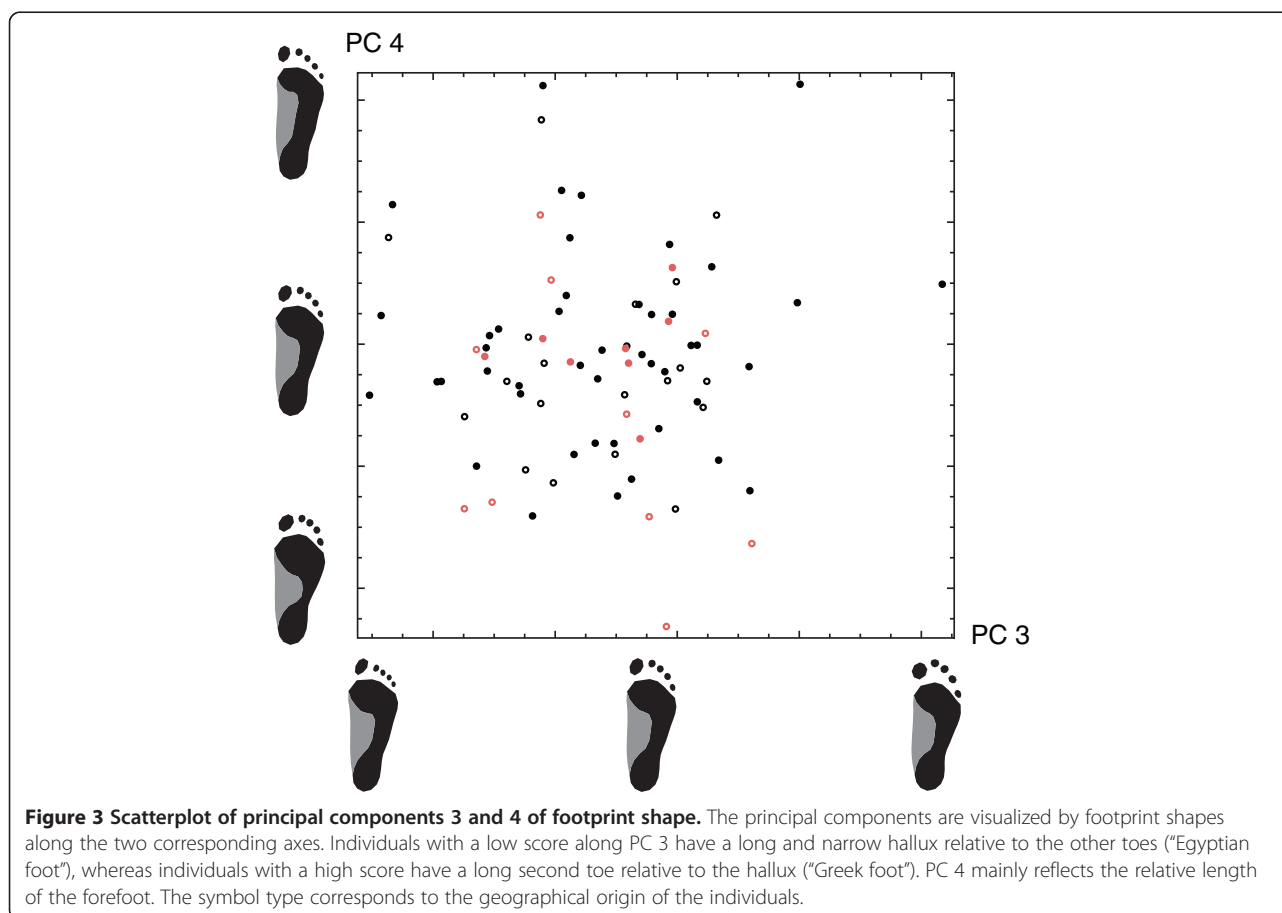 PC 4
PC 3
Figure 3 Scatterplot of principal components 3 and 4 of footprint shape. The principal components are visualized by footprint shapes
along the two corresponding axes. Individuals with a low score along PC 3 have a long and narrow hallux relative to the other toes (“Egyptian
foot”), whereas individuals with a high score have a long second toe relative to the hallux (“Greek foot”). PC 4 mainly reflects the relative length
of the forefoot. The symbol type corresponds to the geographical origin of the individuals.